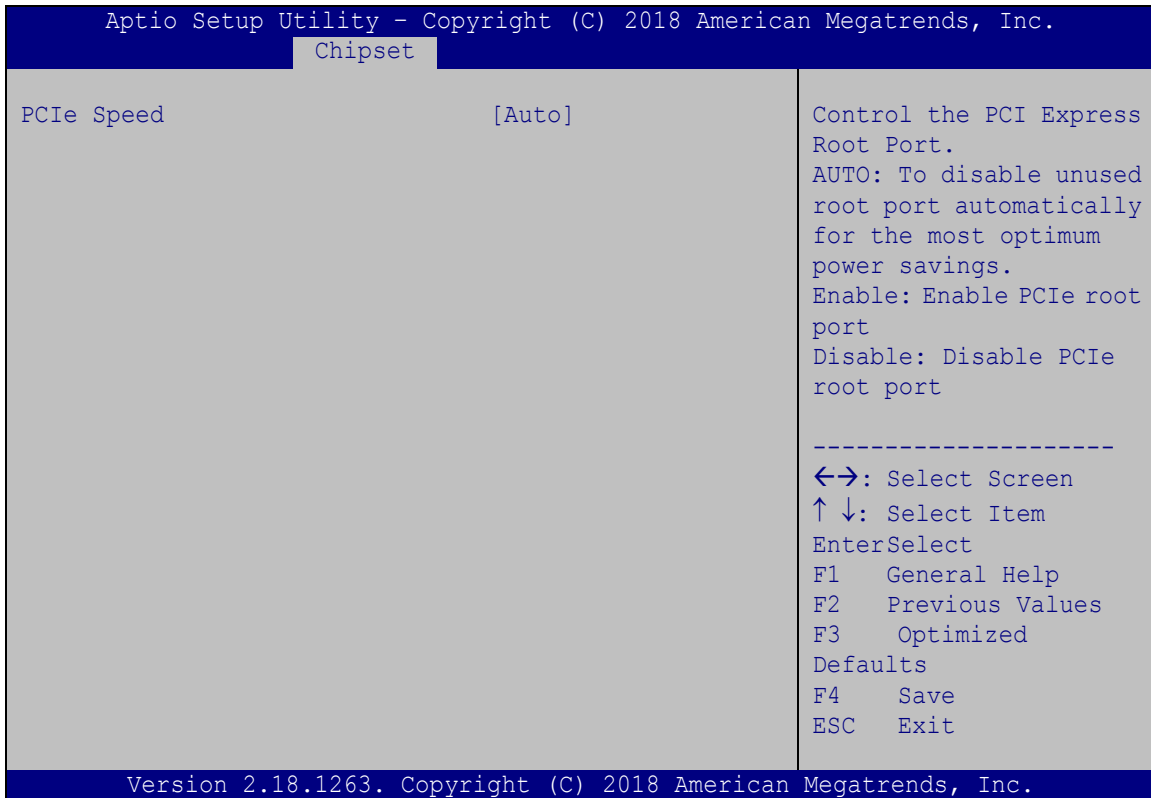 Aptio Setup Utility – Copyright (C) 2018 American Megatrends, Inc.
Chipset
PCIe Speed [Auto]
Control the PCI Express
Root Port.
AUTO: To disable unused
root port automatically
for the most optimum
power savings.
Enable: Enable PCIe root
port
Disable: Disable PCIe
root port
---------------------
←→: Select Screen
↑ ↓: Select Item
EnterSelect
F1 General Help
F2 Previous Values
F3 Optimized
Defaults
F4 Save
ESC Exit
Version 2.18.1263. Copyright (C) 2018 American Megatrends, Inc.